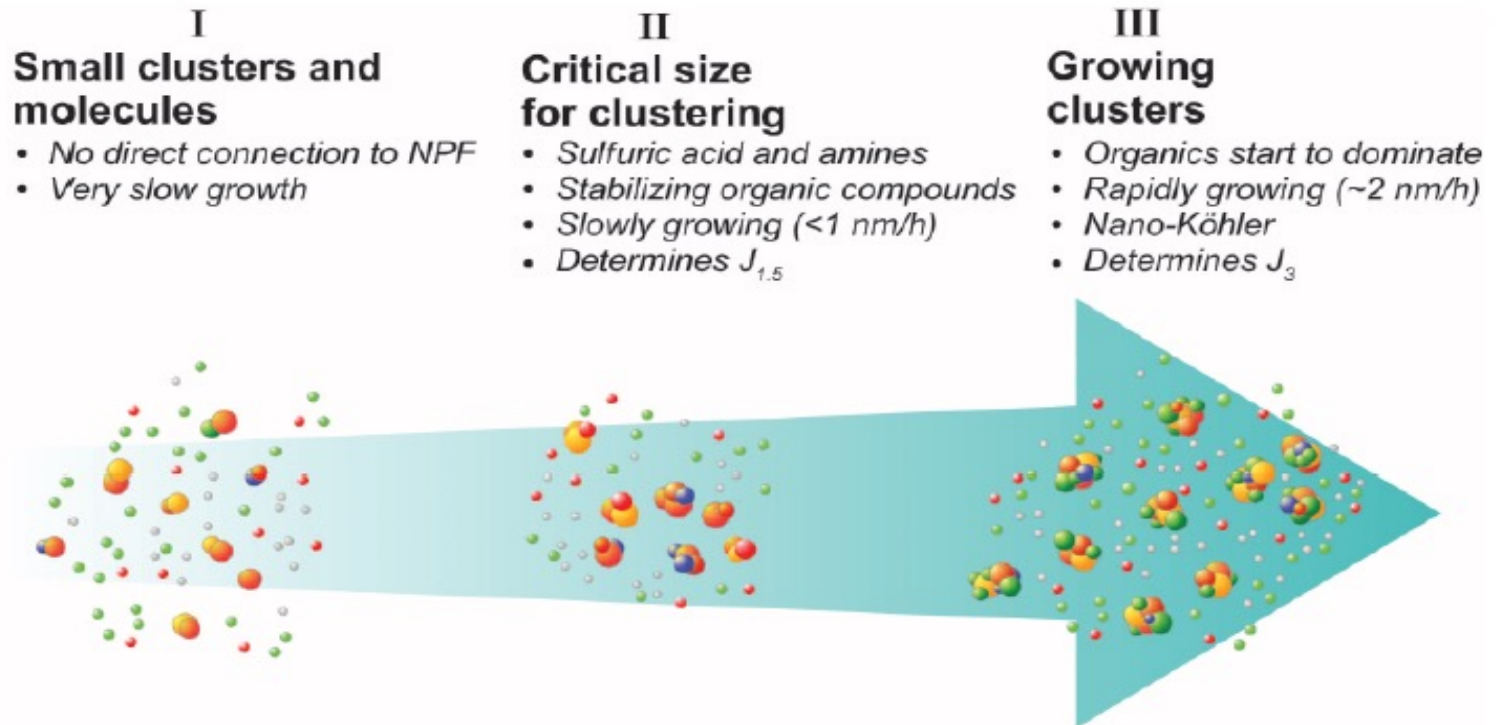 I
Small clusters and
molecules
• No direct connection to NPF
• Very slow growth
II
Critical size
for clustering
• Sulfuric acid and amines
• Stabilizing organic compounds
• Slowly growing (<1 nm/h)
• Determines J1.5
III
Growing
clusters
• Organics start to dominate
• Rapidly growing (~2 nm/h)
• Nano-Köhler
• Determines J3